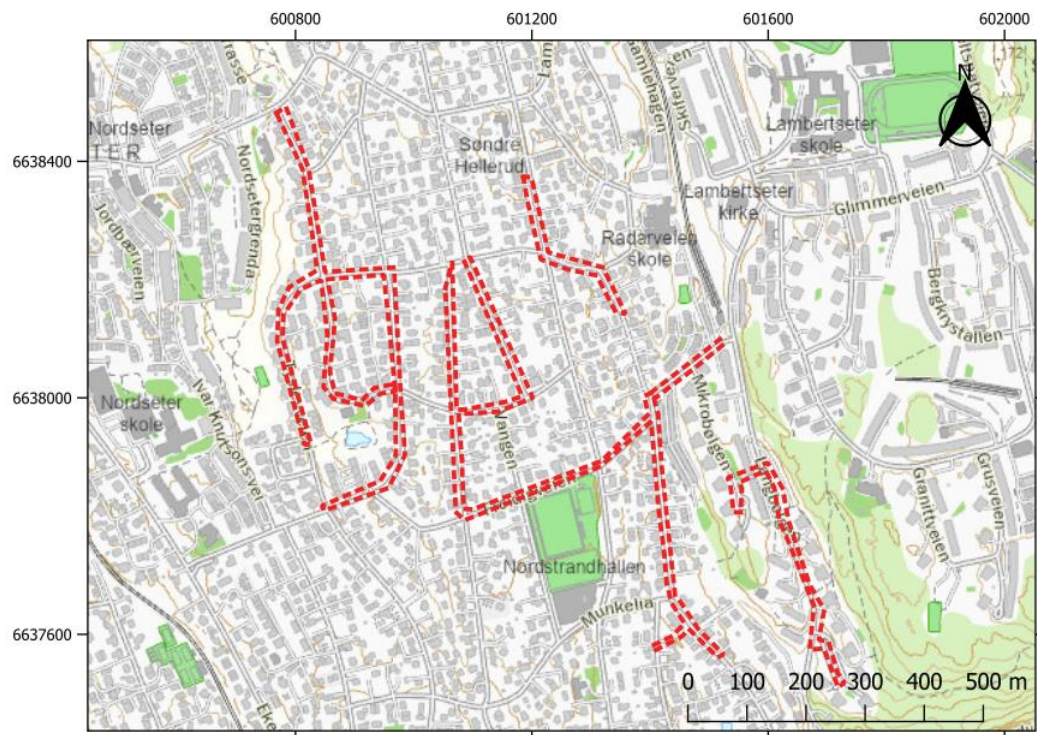 600800 601200 601600 602000
6638400
6638000
6637600
N
Nordseter
Søndre
Hellerud
Lambertseter
skole
Nordsetergrenda
Jordbærveien
Lambertseter
kirke
Glimmerveien
Radarveien
skole
Bergkrystallen
Nordseter
skole
Ivar Knutsons vei
Vangen
Mikrobølgen
Granittveien
Grusveien
Nordstrandhallen
Munkelia
0 100 200 300 400 500 m